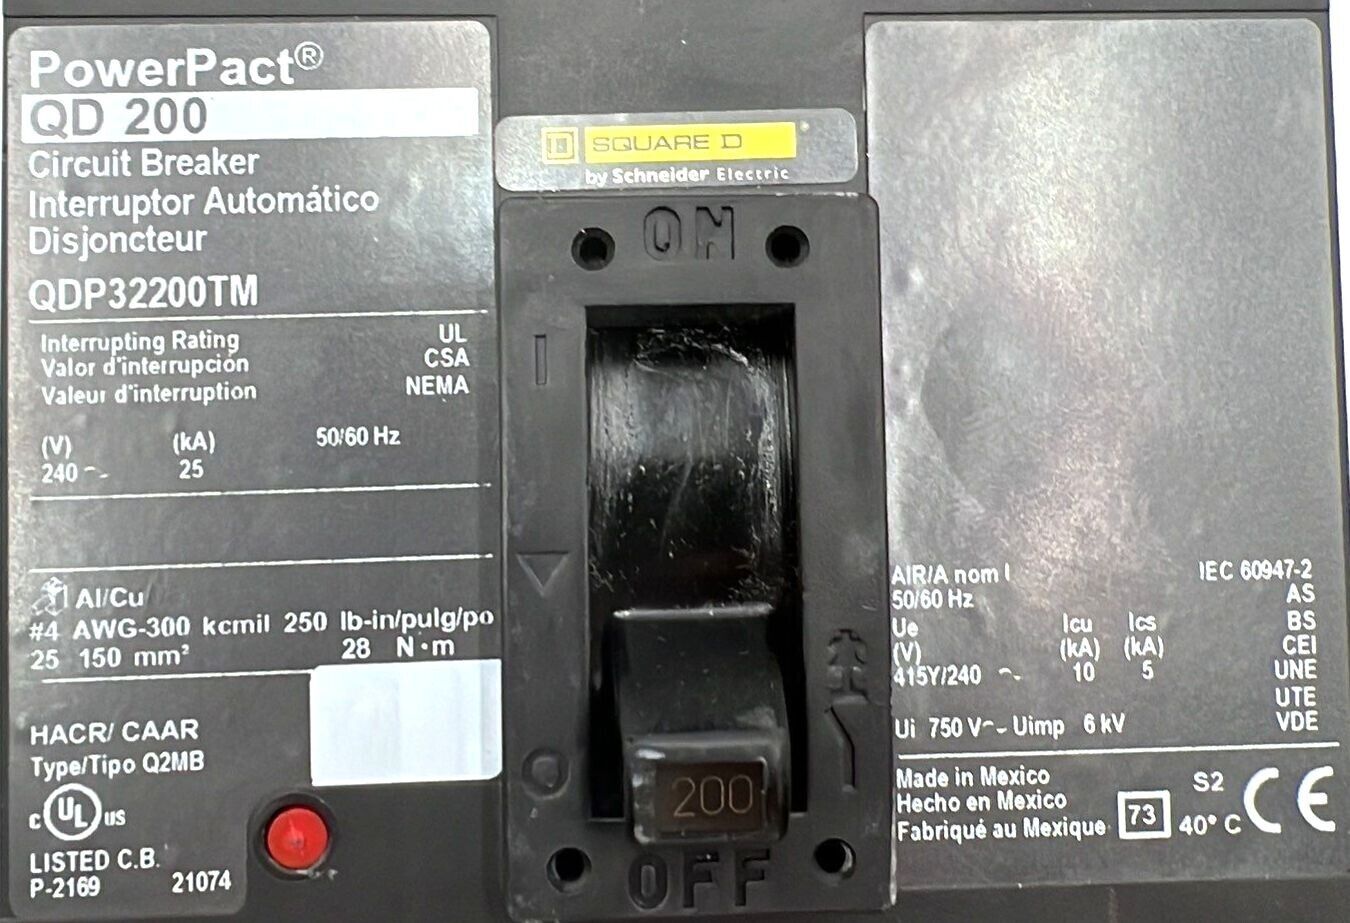 PowerPact®
QD 200
Circuit Breaker
Interruptor Automático
Disjoncteur
QDP32200TM
Interrupting Rating UL
Valor d'interrupción CSA
Valeur d'interruption NEMA
(V) (kA) 50/60 Hz
240 25
Al/Cu
#4 AWG-300 kcmil 250 lb-in/pulg/po
25 150 mm² 28 N·m
HACR/ CAAR
Type/Tipo Q2MB
c UL us
LISTED C.B.
P-2169 21074
D SQUARE D
by Schneider Electric
ON
I
200
O
OFF
AIR/A nom I IEC 60947-2
50/60 Hz AS
Ue Icu Ics BS
(V) (kA) (kA) CEI
415Y/240 10 5 UNE
UTE
Ui 750 V Uimp 6 kV VDE
Made in Mexico S2
Hecho en Mexico
Fabriqué au Mexique 73 40° C CE